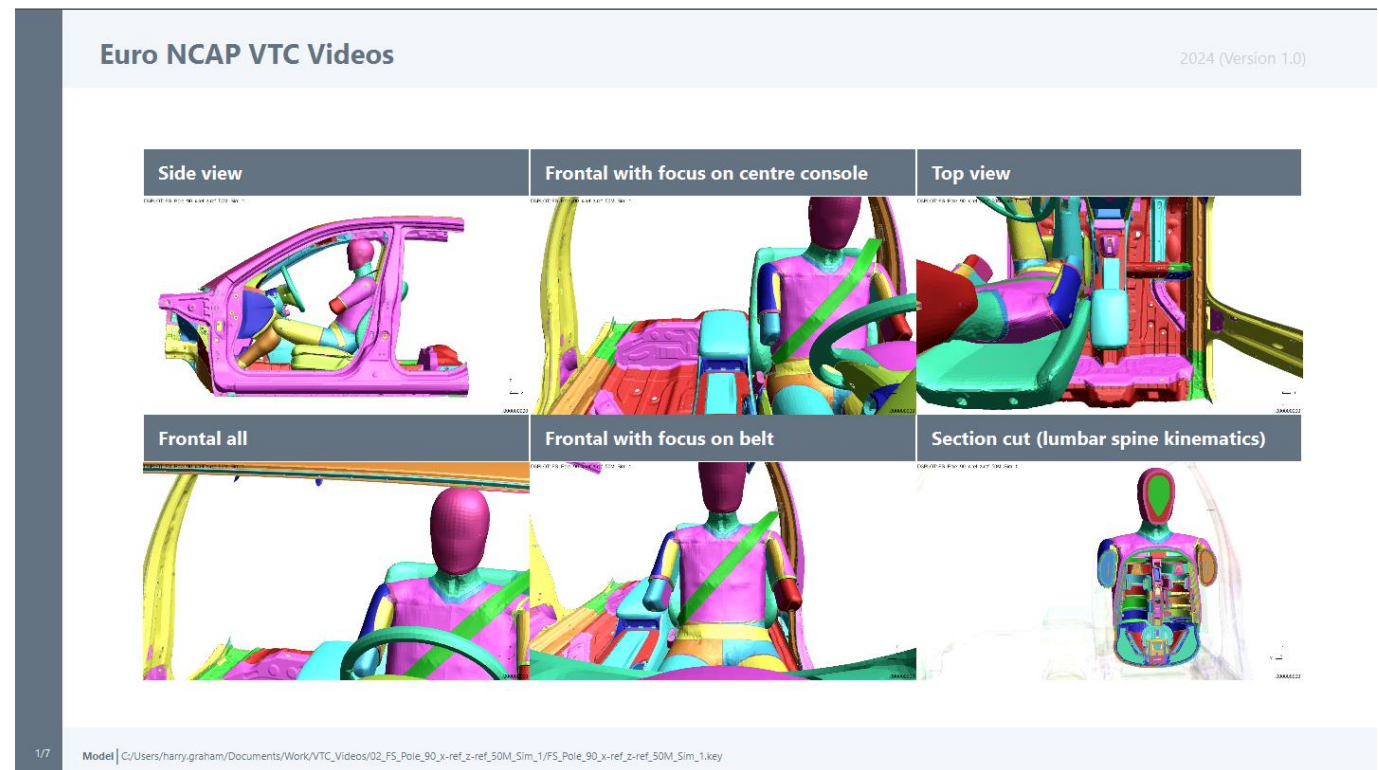 Euro NCAP VTC Videos
2024 (Version 1.0)
Side view
Frontal with focus on centre console
Top view
Frontal all
Frontal with focus on belt
Section cut (lumbar spine kinematics)
1/7
Model C:/Users/harry.graham/Documents/Work/VTC_Videos/02_FS_Pole_90_x-ref_z-ref_50M_Sim_1/FS_Pole_90_x-ref_z-ref_50M_Sim_1.key